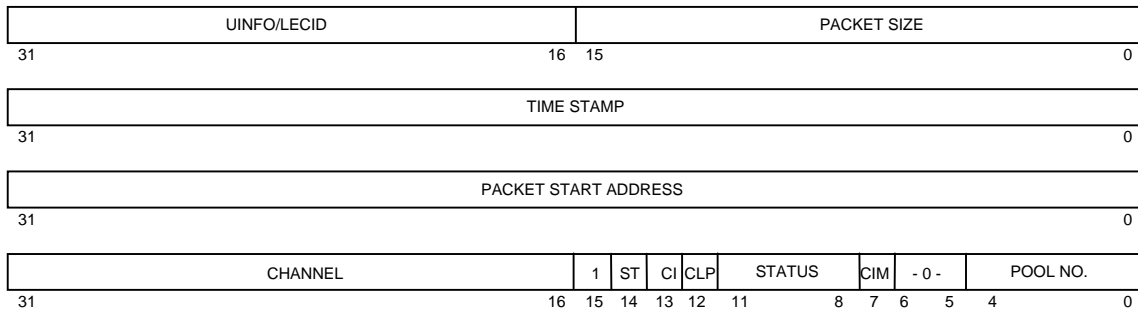 UINFO/LECID PACKET SIZE
31 16 15 0
TIME STAMP
31 0
PACKET START ADDRESS
31 0
CHANNEL 1 ST CI CLP STATUS CIM - 0 - POOL NO.
31 16 15 14 13 12 11 8 7 6 5 4 0